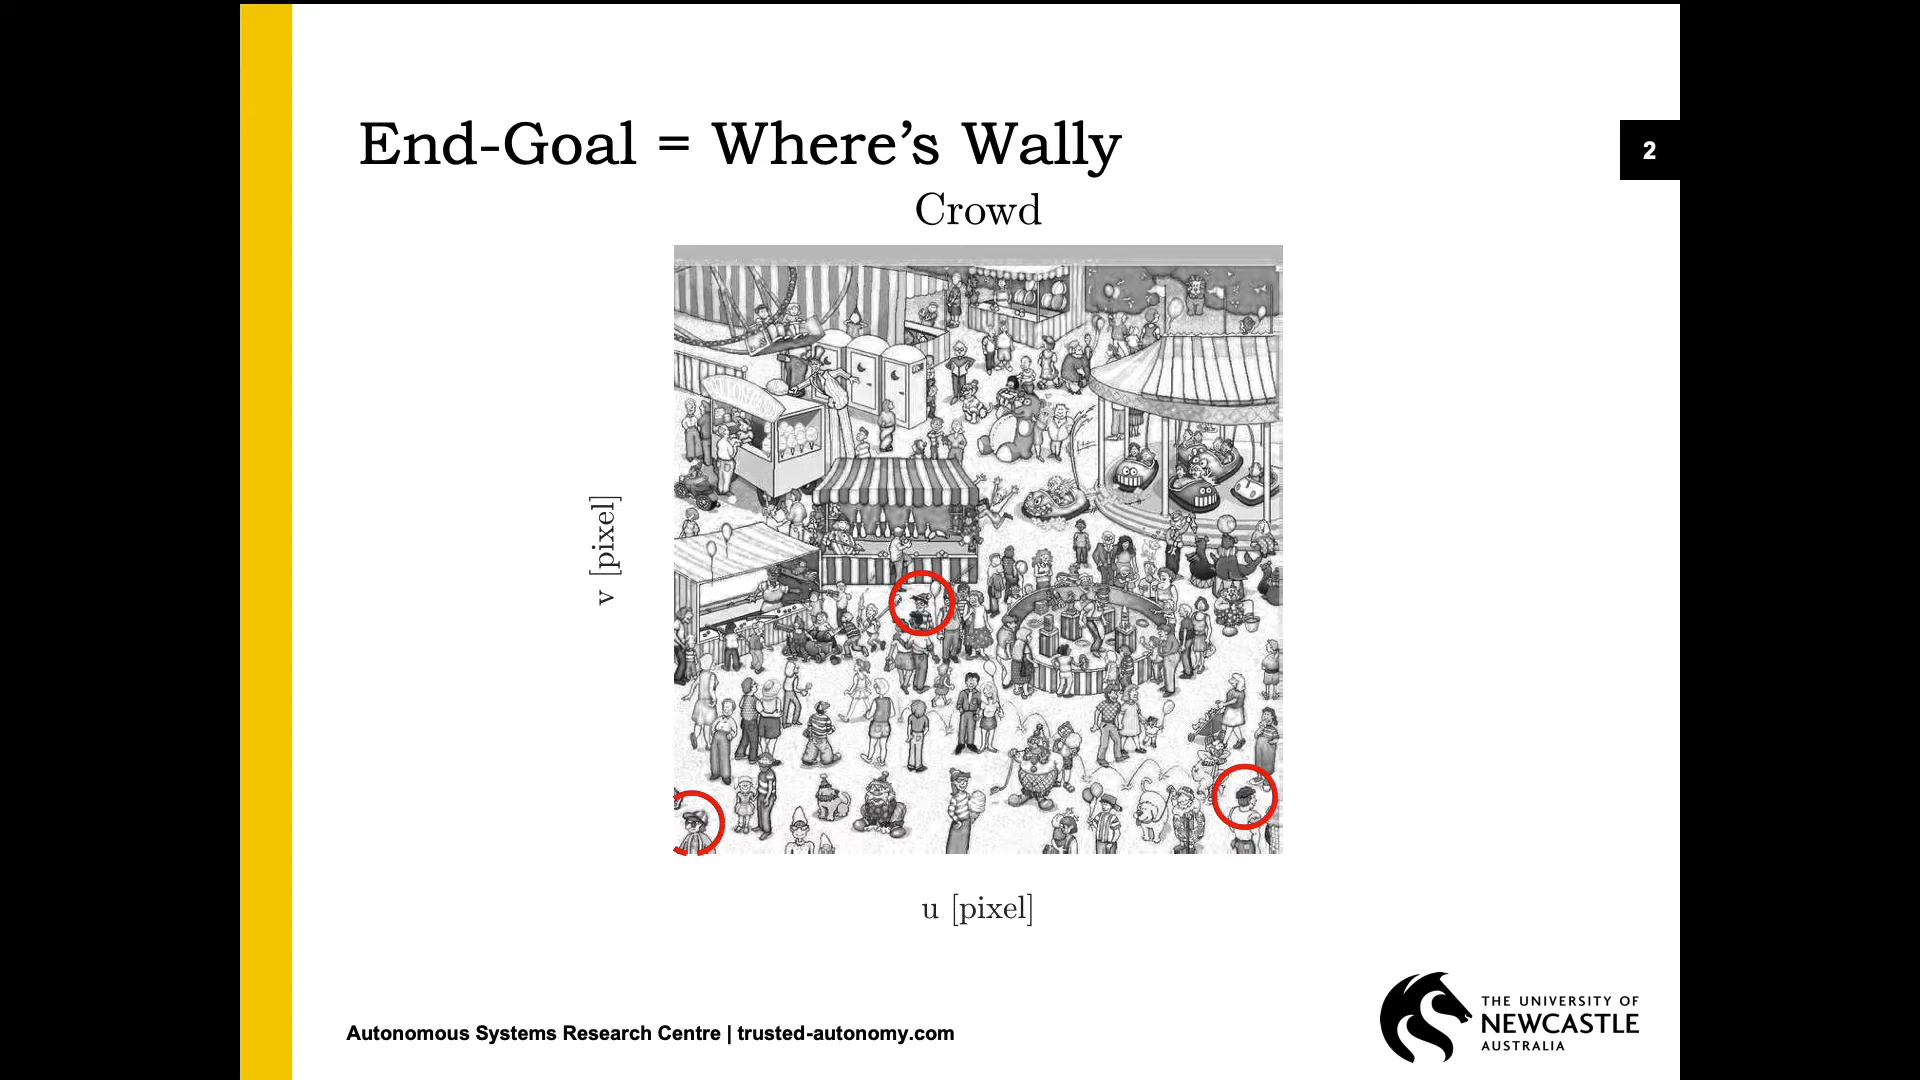 End-Goal = Where’s Wally
2
Crowd
v [pixel]
u [pixel]
Autonomous Systems Research Centre | trusted-autonomy.com
THE UNIVERSITY OF
NEWCASTLE
AUSTRALIA